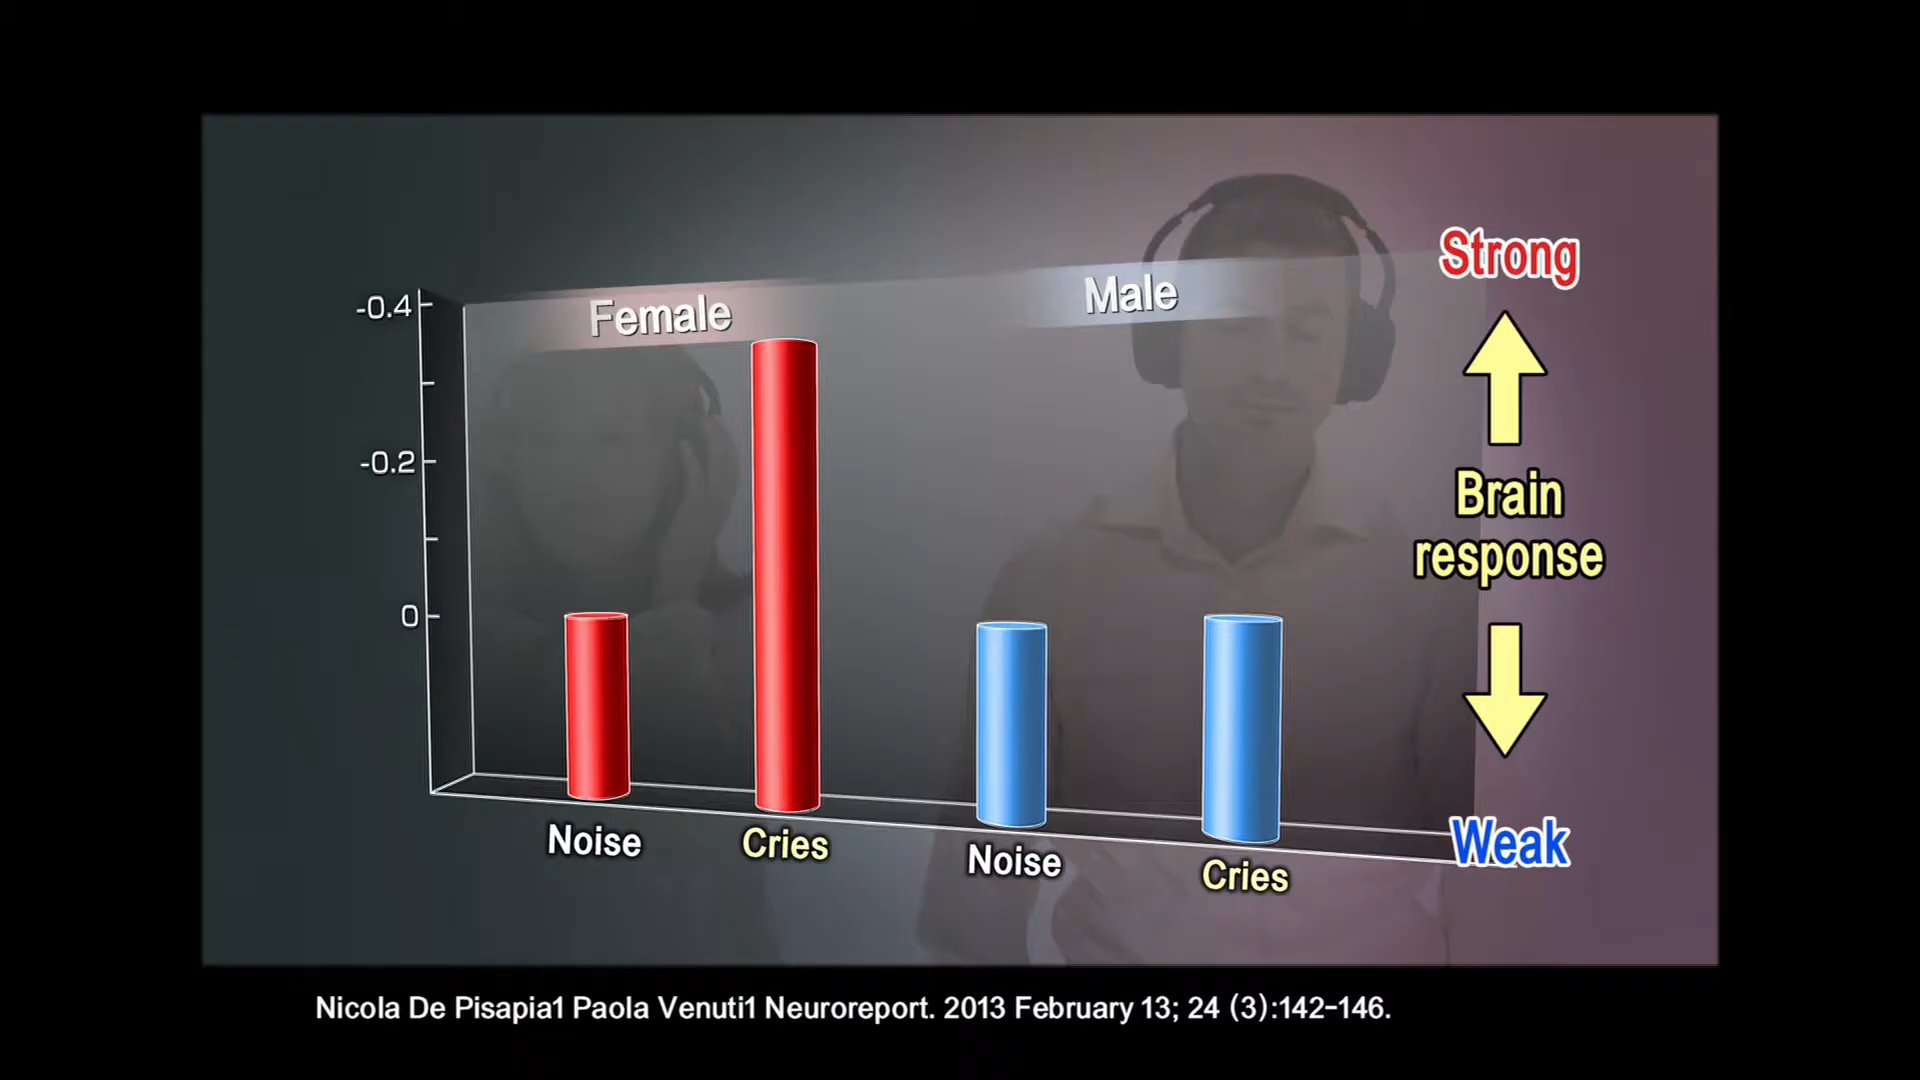 Strong
Female
Male
-0.4
-0.2
0
Brain
response
Noise
Cries
Noise
Cries
Weak
Nicola De Pisapia1 Paola Venuti1 Neuroreport. 2013 February 13; 24 (3):142-146.